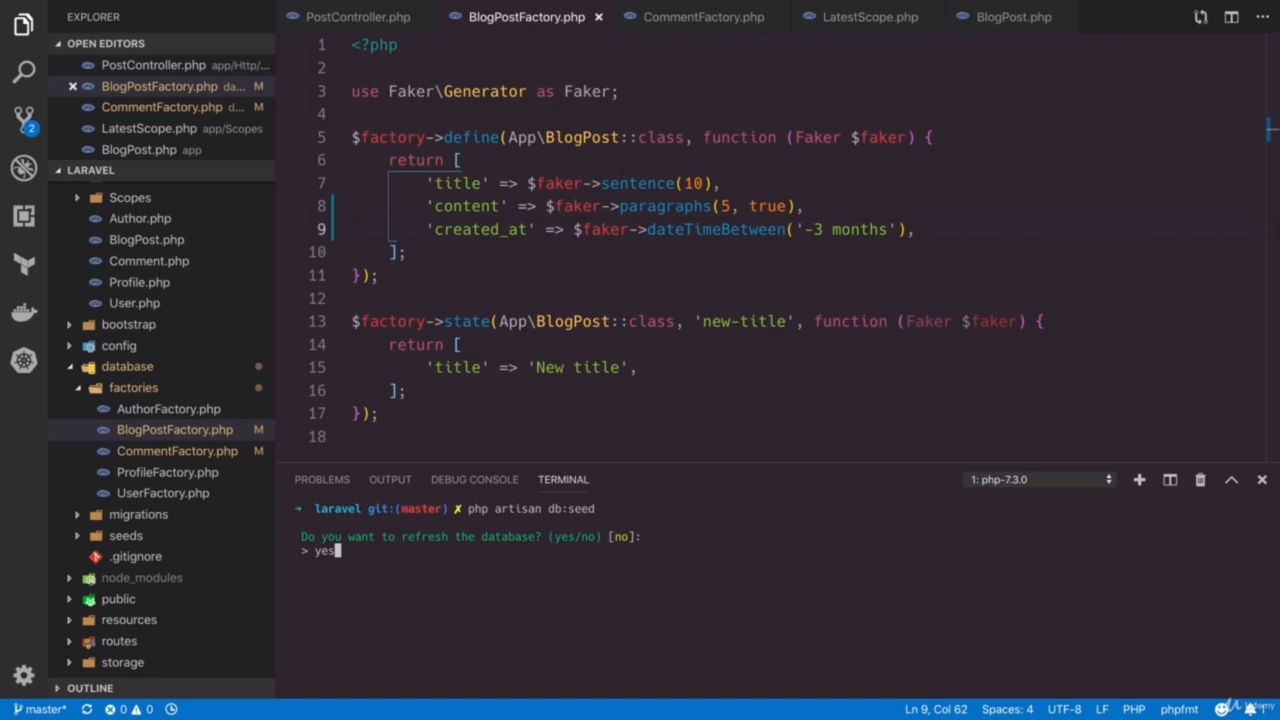 EXPLORER
PostController.php
BlogPostFactory.php
CommentFactory.php
LatestScope.php
BlogPost.php
OPEN EDITORS
PostController.php app/Http/...
BlogPostFactory.php da... M
CommentFactory.php d... M
LatestScope.php app/Scopes
BlogPost.php app
LARAVEL
Scopes
Author.php
BlogPost.php
Comment.php
Profile.php
User.php
bootstrap
config
database
factories
AuthorFactory.php
BlogPostFactory.php M
CommentFactory.php M
ProfileFactory.php
UserFactory.php
migrations
seeds
.gitignore
node_modules
public
resources
routes
storage
OUTLINE
2
1 <?php
2
3 use Faker\Generator as Faker;
4
5 $factory->define(App\BlogPost::class, function (Faker $faker) {
6 return [
7 'title' => $faker->sentence(10),
8 'content' => $faker->paragraphs(5, true),
9 'created_at' => $faker->dateTimeBetween('-3 months'),
10 ];
11 });
12
13 $factory->state(App\BlogPost::class, 'new-title', function (Faker $faker) {
14 return [
15 'title' => 'New title',
16 ];
17 });
18
PROBLEMS OUTPUT DEBUG CONSOLE TERMINAL 1: php-7.3.0
➜ laravel git:(master) ✗ php artisan db:seed
Do you want to refresh the database? (yes/no) [no]:
> yes
master* 0 0 Ln 9, Col 62 Spaces: 4 UTF-8 LF PHP phpfmt 1
Udemy